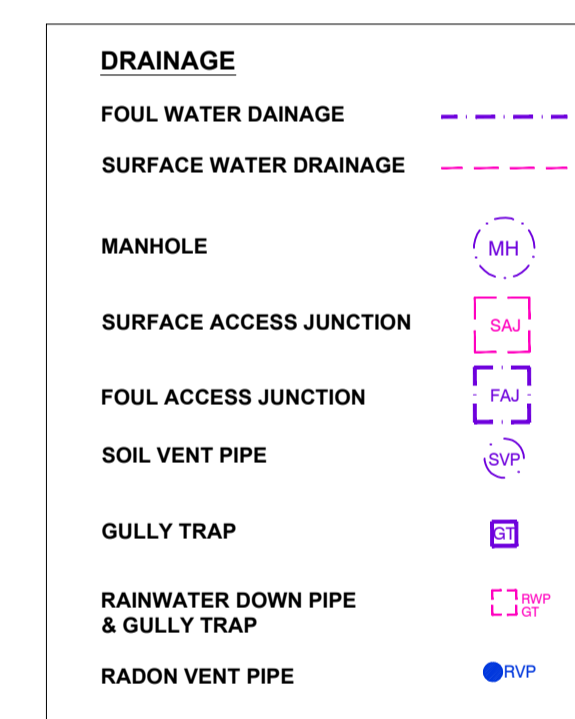 DRAINAGE
FOUL WATER DAINAGE
SURFACE WATER DRAINAGE
MANHOLE MH
SURFACE ACCESS JUNCTION SAJ
FOUL ACCESS JUNCTION FAJ
SOIL VENT PIPE SVP
GULLY TRAP GT
RAINWATER DOWN PIPE RWP
& GULLY TRAP GT
RADON VENT PIPE RVP